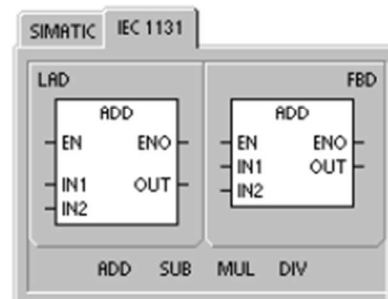 SIMATIC IEC 1131
LAD FBD
ADD ADD
EN ENO EN ENO
IN1 OUT IN1 OUT
IN2 IN2
ADD SUB MUL DIV